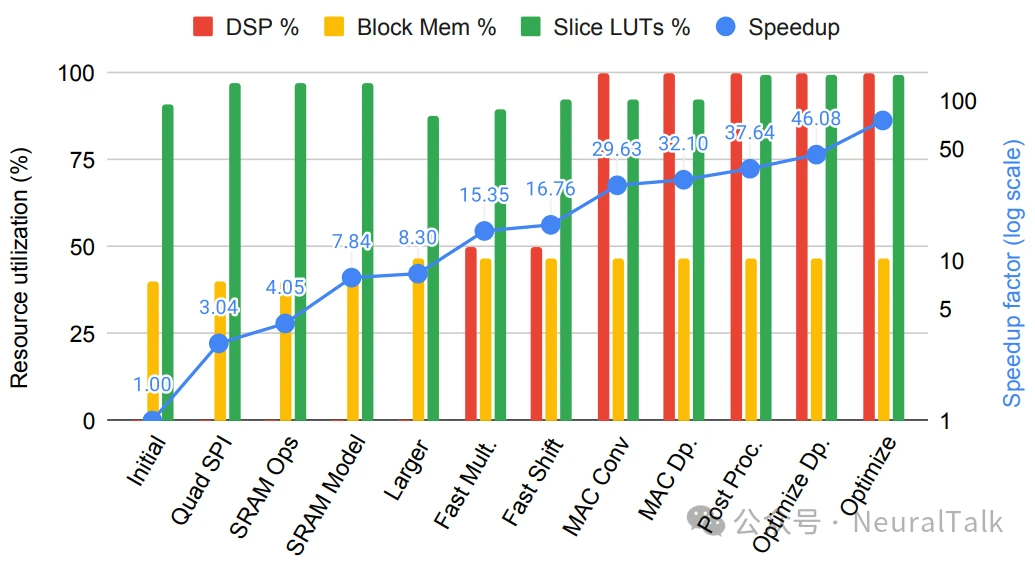 DSP % Block Mem % Slice LUTs % Speedup
Resource utilization (%)
100
75
50
25
0
1.00
3.04
4.05
7.84
8.30
15.35
16.76
29.63
32.10
37.64
46.08
100
50
10
5
1
Speedup factor (log scale)
Initial
Quad SPI
SRAM Ops
SRAM Model
Larger
Fast Mult.
Fast Shift
MAC Conv
MAC Dp.
Post Proc.
Optimize Dp.
Optimize
公众号 · NeuralTalk